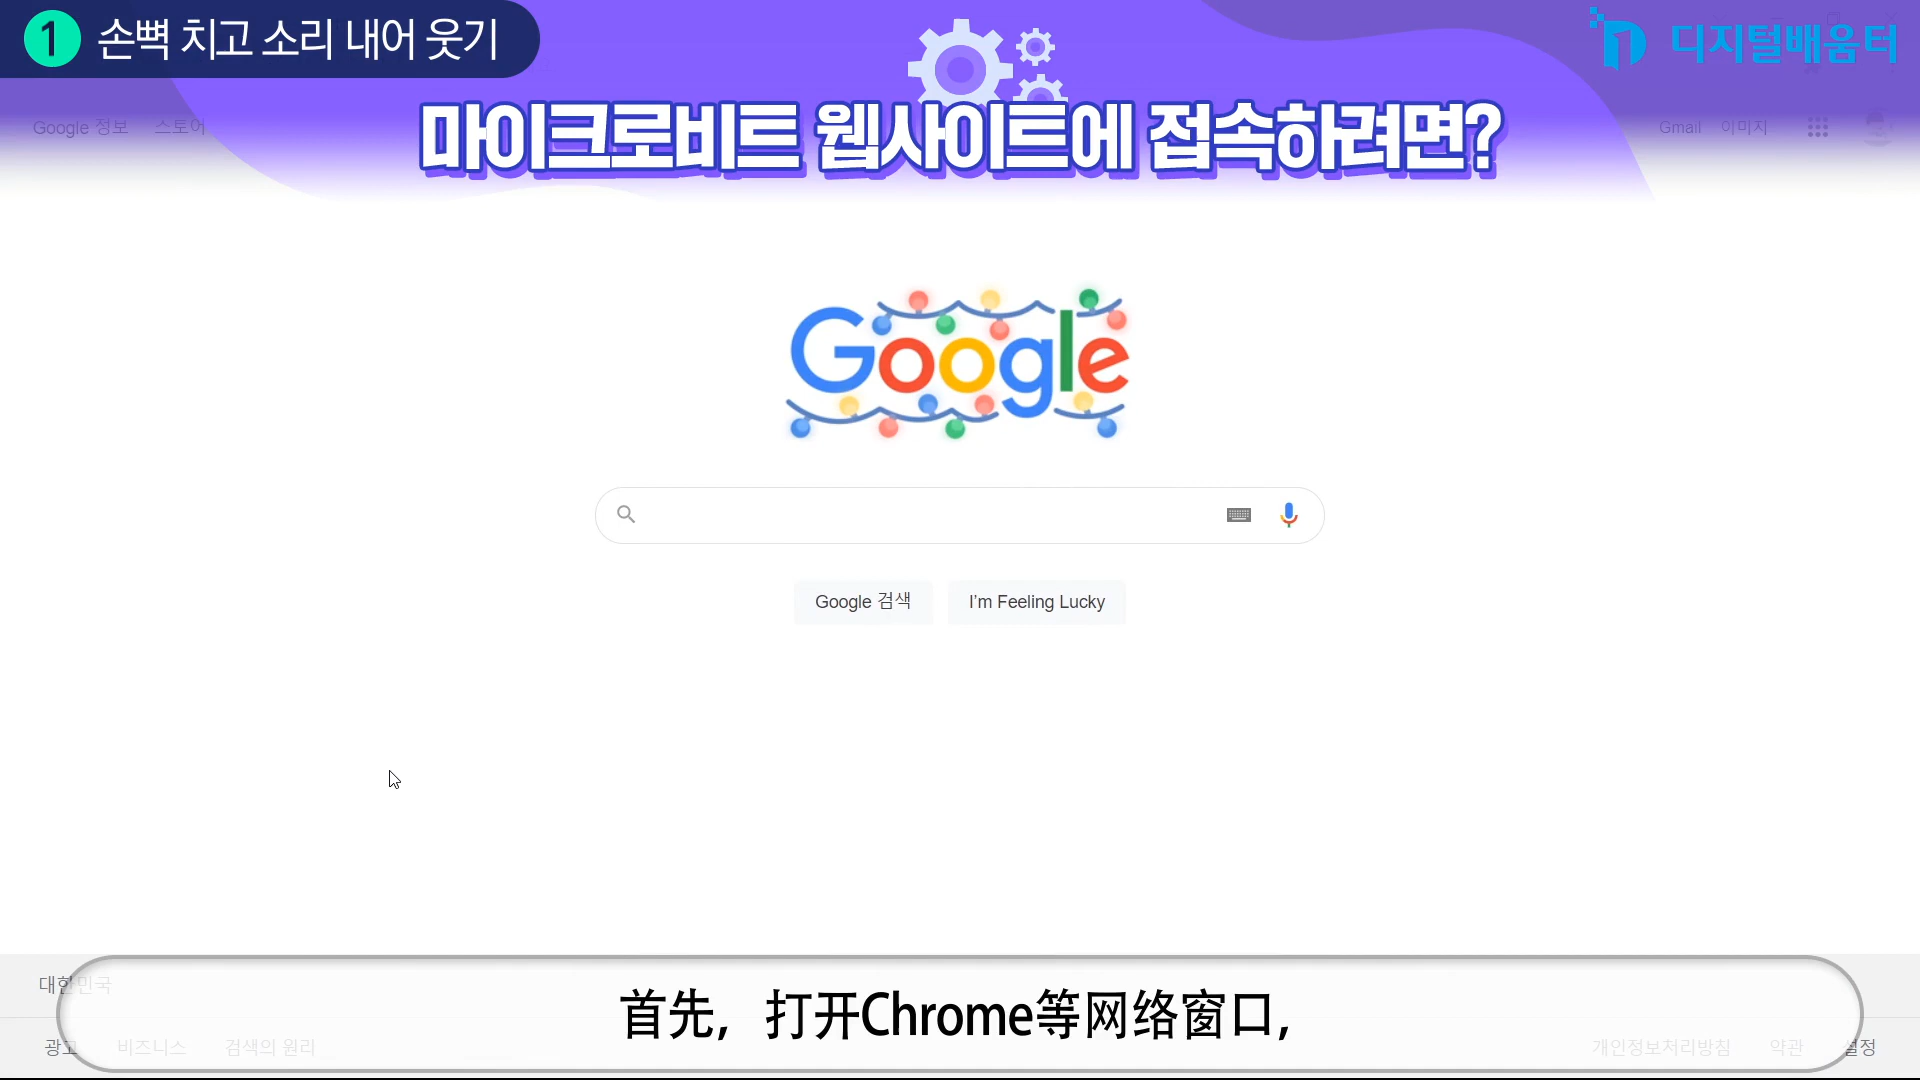 1 손뼉 치고 소리 내어 웃기
디지털배움터
마이크로비트 웹사이트에 접속하려면?
Google 정보 스토어
Gmail 이미지
Google
Google 검색 I'm Feeling Lucky
대한민국
首先，打开Chrome等网络窗口，
광고 비즈니스 검색의 원리
개인정보처리방침 약관 설정